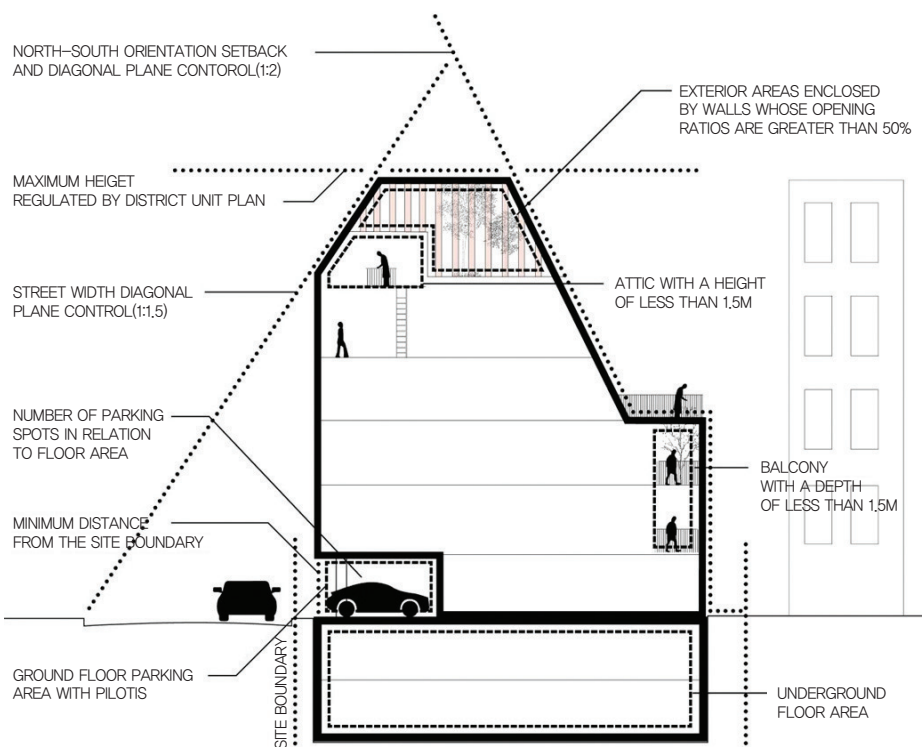 NORTH-SOUTH ORIENTATION SETBACK
AND DIAGONAL PLANE CONTOROL(1:2)
EXTERIOR AREAS ENCLOSED
BY WALLS WHOSE OPENING
RATIOS ARE GREATER THAN 50%
MAXIMUM HEIGET
REGULATED BY DISTRICT UNIT PLAN
STREET WIDTH DIAGONAL
PLANE CONTROL(1:1.5)
ATTIC WITH A HEIGHT
OF LESS THAN 1.5M
NUMBER OF PARKING
SPOTS IN RELATION
TO FLOOR AREA
BALCONY
WITH A DEPTH
OF LESS THAN 1.5M
MINIMUM DISTANCE
FROM THE SITE BOUNDARY
GROUND FLOOR PARKING
AREA WITH PILOTIS
SITE BOUNDARY
UNDERGROUND
FLOOR AREA